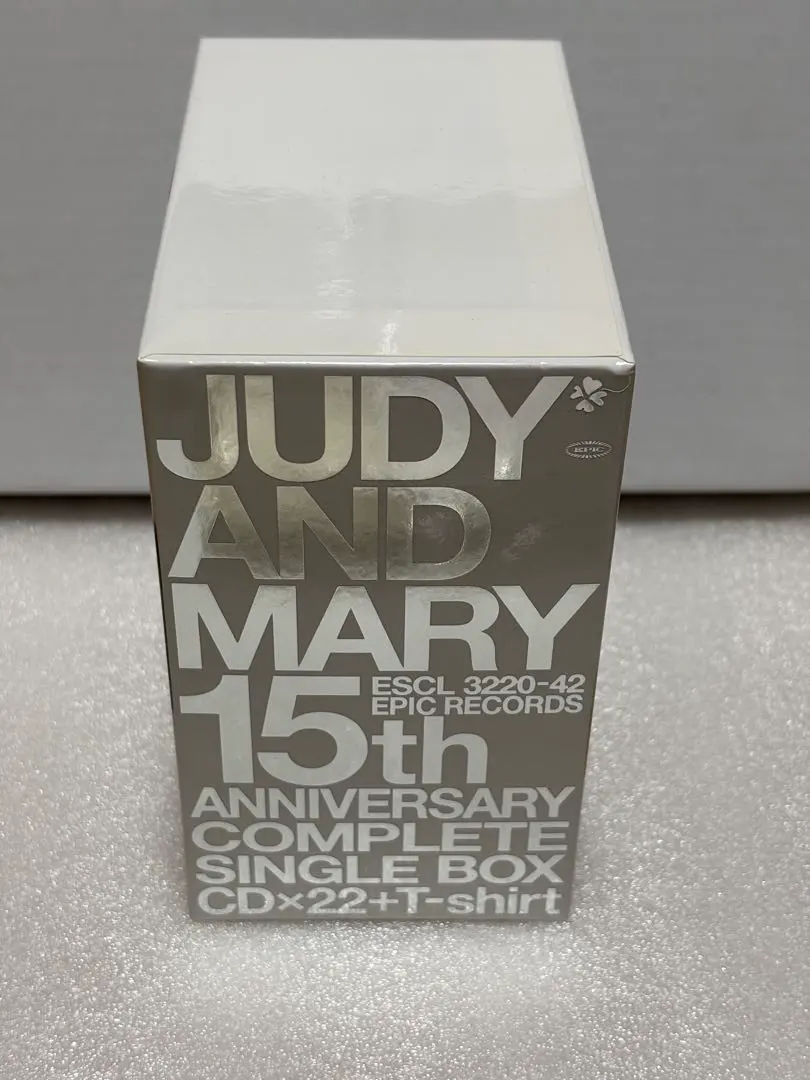 JUDY
EPIC
AND
MARY
15th
ESCL 3220-42
EPIC RECORDS
ANNIVERSARY
COMPLETE
SINGLE BOX
CD×22+T-shirt